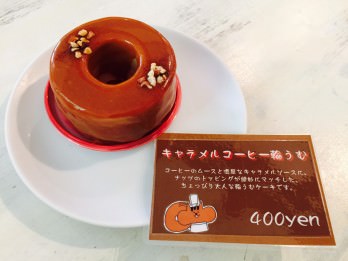 キャラメルコーヒー輪うむ
コーヒーのムースと濃厚なキャラメルソースに、
ナッツのトッピングが絶妙にマッチした、
ちょっぴり大人な輪うむケーキです。
400yen